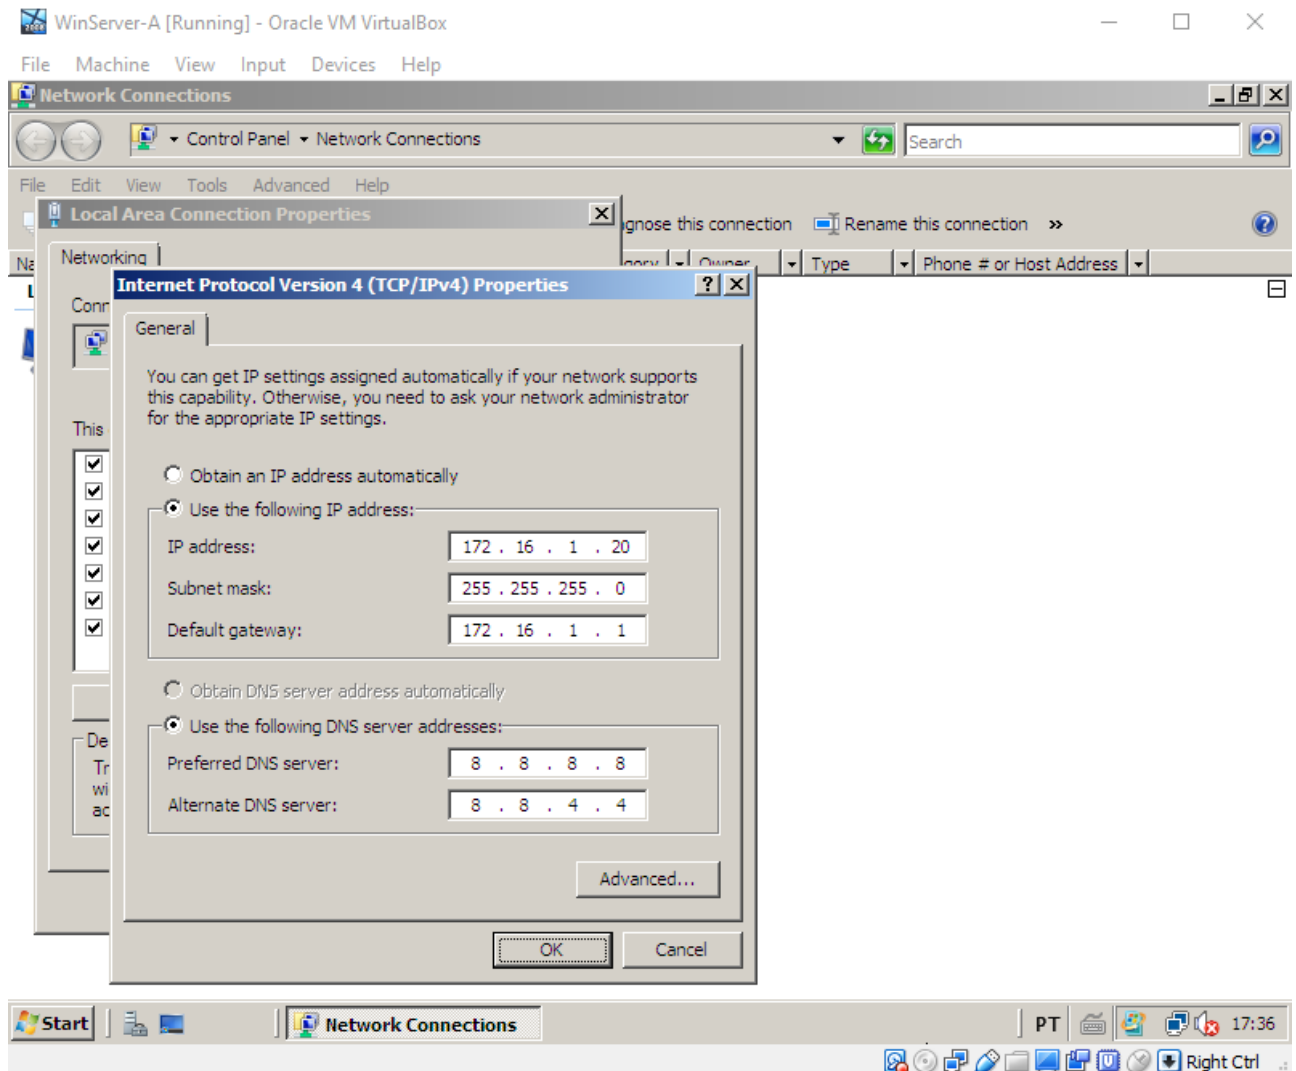 WinServer-A [Running] - Oracle VM VirtualBox
File Machine View Input Devices Help
Network Connections
Control Panel Network Connections
Search
File Edit View Tools Advanced Help
Local Area Connection Properties
this connection Rename this connection »
Networking
Owner Type Phone # or Host Address
Internet Protocol Version 4 (TCP/IPv4) Properties
General
You can get IP settings assigned automatically if your network supports
this capability. Otherwise, you need to ask your network administrator
for the appropriate IP settings.
This
Obtain an IP address automatically
Use the following IP address:
IP address: 172 . 16 . 1 . 20
Subnet mask: 255 . 255 . 255 . 0
Default gateway: 172 . 16 . 1 . 1
Obtain DNS server address automatically
Use the following DNS server addresses:
Preferred DNS server: 8 . 8 . 8 . 8
Alternate DNS server: 8 . 8 . 4 . 4
Advanced...
OK Cancel
Start Network Connections PT 17:36
Right Ctrl